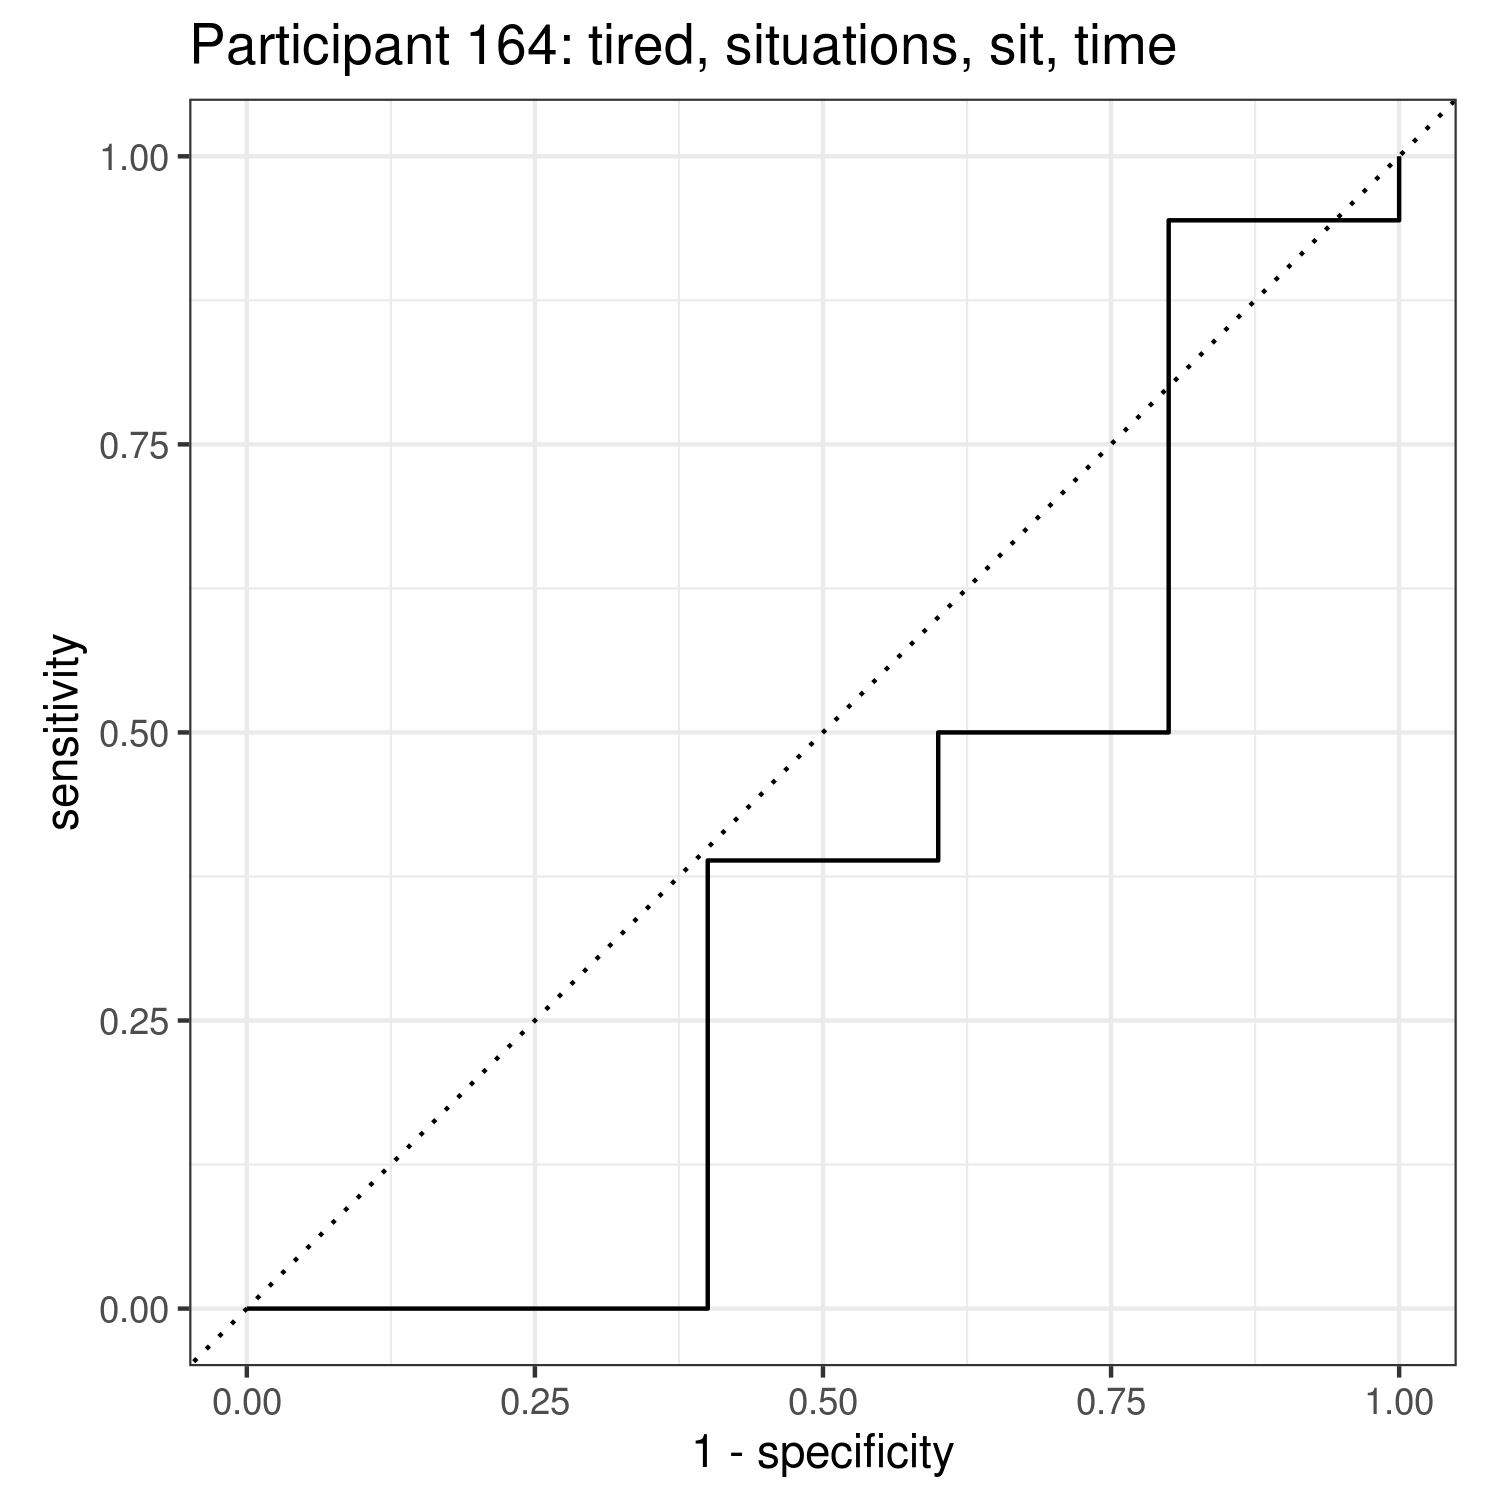 Participant 164: tired, situations, sit, time
sensitivity
1.00
0.75
0.50
0.25
0.00
0.00 0.25 0.50 0.75 1.00
1 - specificity